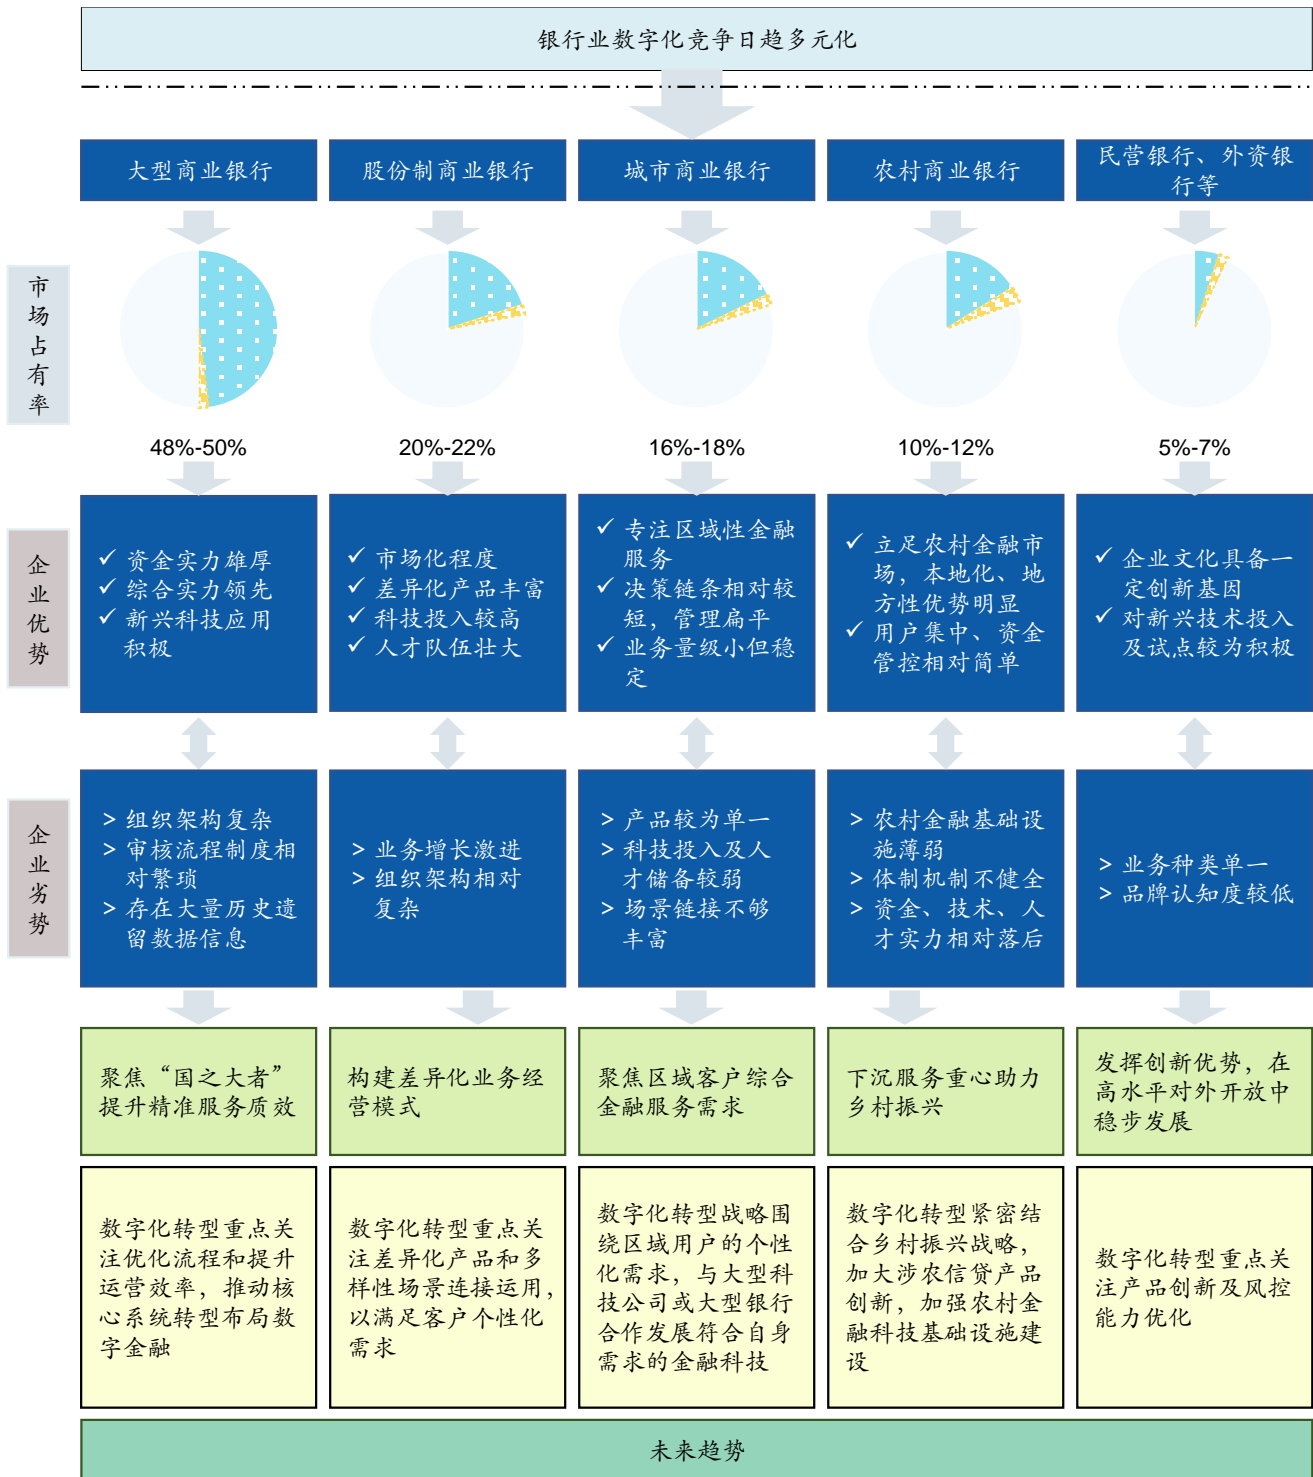 银行业数字化竞争日趋多元化
大型商业银行
股份制商业银行
城市商业银行
农村商业银行
民营银行、外资银
行等
市
场
占
有
率
48%-50%
20%-22%
16%-18%
10%-12%
5%-7%
企
业
优
势
✓ 资金实力雄厚
✓ 综合实力领先
✓ 新兴科技应用
积极
✓ 市场化程度
✓ 差异化产品丰富
✓ 科技投入较高
✓ 人才队伍壮大
✓ 专注区域性金融
服务
✓ 决策链条相对较
短，管理扁平
✓ 业务量级小但稳
定
✓ 立足农村金融市
场，本地化、地
方性优势明显
✓ 用户集中、资金
管控相对简单
✓ 企业文化具备一
定创新基因
✓ 对新兴技术投入
及试点较为积极
企
业
劣
势
> 组织架构复杂
> 审核流程制度相
对繁琐
> 存在大量历史遗
留数据信息
> 业务增长激进
> 组织架构相对
复杂
> 产品较为单一
> 科技投入及人
才储备较弱
> 场景链接不够
丰富
> 农村金融基础设
施薄弱
> 体制机制不健全
> 资金、技术、人
才实力相对落后
> 业务种类单一
> 品牌认知度较低
聚焦“国之大者”
提升精准服务质效
构建差异化业务经
营模式
聚焦区域客户综合
金融服务需求
下沉服务重心助力
乡村振兴
发挥创新优势，在
高水平对外开放中
稳步发展
数字化转型重点关
注优化流程和提升
运营效率，推动核
心系统转型布局数
字金融
数字化转型重点关
注差异化产品和多
样性场景连接运用，
以满足客户个性化
需求
数字化转型战略围
绕区域用户的个性
化需求，与大型科
技公司或大型银行
合作发展符合自身
需求的金融科技
数字化转型紧密结
合乡村振兴战略，
加大涉农信贷产品
创新，加强农村金
融科技基础设施建
设
数字化转型重点关
注产品创新及风控
能力优化
未来趋势